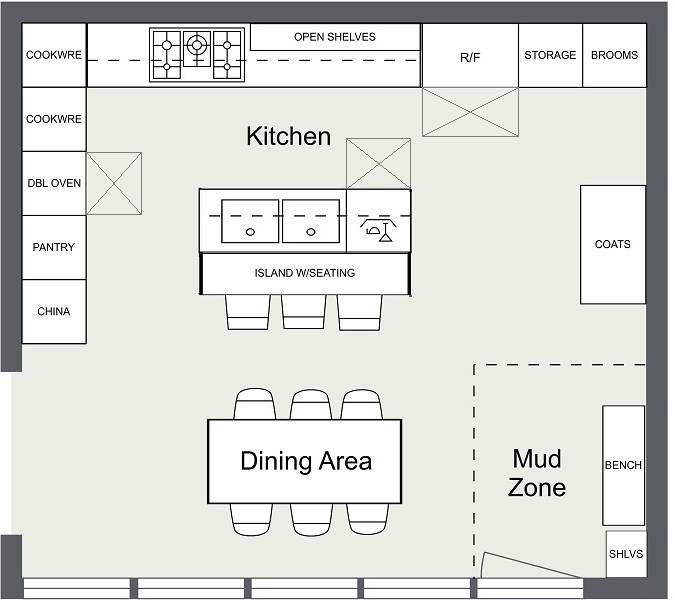 COOKWRE
OPEN SHELVES
R/F
STORAGE
BROOMS
COOKWRE
Kitchen
DBL OVEN
PANTRY
COATS
ISLAND W/SEATING
CHINA
Dining Area
Mud
Zone
BENCH
SHLVS